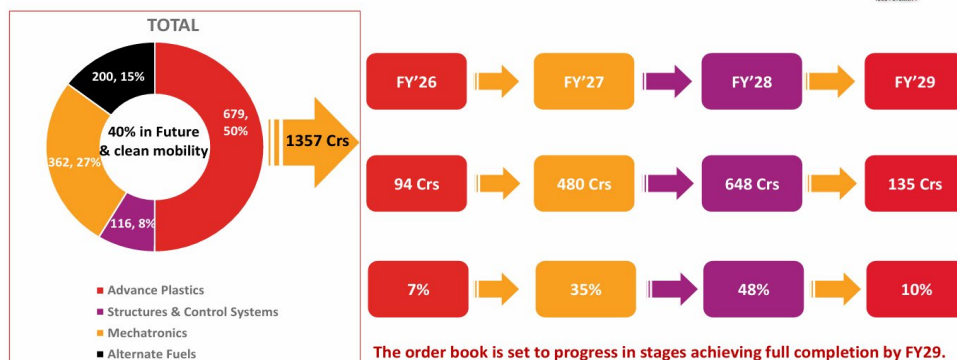 TOTAL
200, 15%
679,
50%
40% in Future
& clean mobility
362, 27%
116, 8%
1357 Crs
Advance Plastics
Structures & Control Systems
Mechatronics
Alternate Fuels
FY'26
FY'27
FY'28
FY'29
94 Crs
480 Crs
648 Crs
135 Crs
7%
35%
48%
10%
The order book is set to progress in stages achieving full completion by FY29.